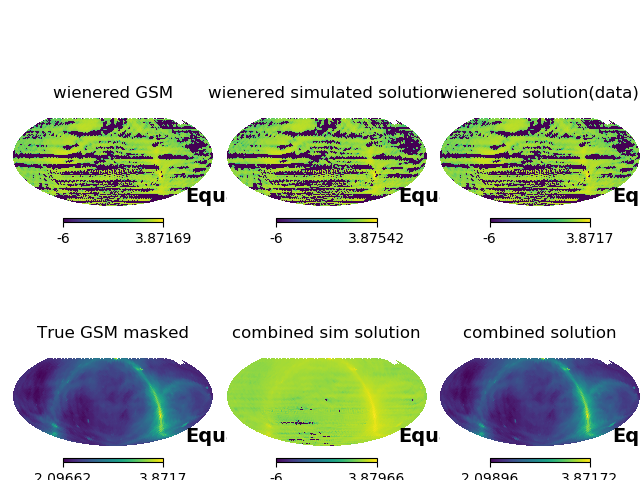 wienered GSM
wienered simulated solution
wienered solution(data)
Equ
Equ
Eq
-6
3.87169
-6
3.87542
-6
3.8717
True GSM masked
combined sim solution
combined solution
Equ
Equ
Eq
2.09662
3.8717
-6
3.87966
2.09896
3.87172